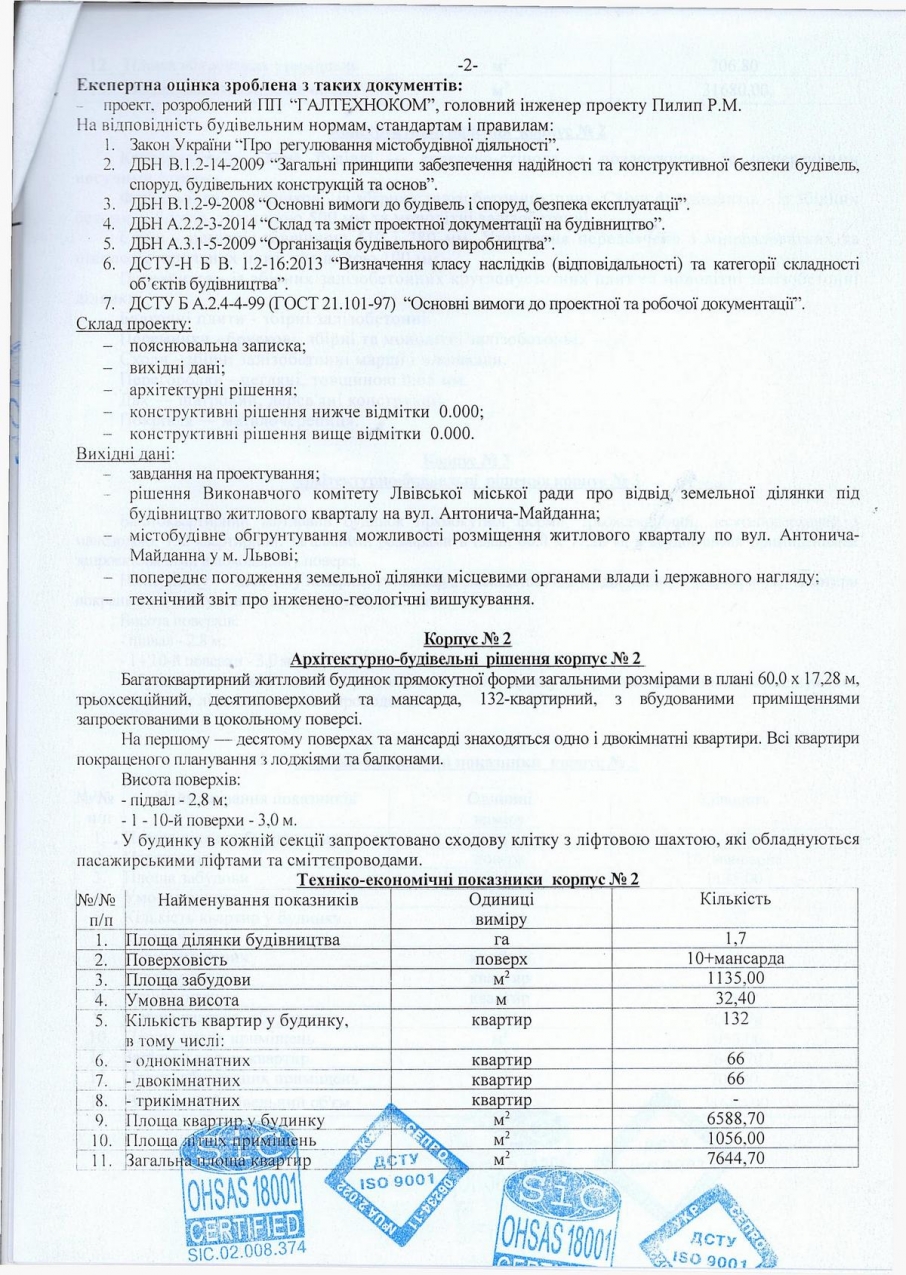 -2-
Експертна оцінка зроблена з таких документів:
– проект, розроблений ПП “ГАЛТЕХНОКОМ”, головний інженер проекту Пилип Р.М.
На відповідність будівельним нормам, стандартам і правилам:
1. Закон України “Про регулювання містобудівної діяльності”.
2. ДБН В.1.2-14-2009 “Загальні принципи забезпечення надійності та конструктивної безпеки будівель,
споруд, будівельних конструкцій та основ”.
3. ДБН В.1.2-9-2008 “Основні вимоги до будівель і споруд, безпека експлуатації”.
4. ДБН А.2.2-3-2014 “Склад та зміст проектної документації на будівництво”.
5. ДБН А.3.1-5-2009 “Організація будівельного виробництва”.
6. ДСТУ-Н Б В. 1.2-16:2013 “Визначення класу наслідків (відповідальності) та категорії складності
об’єктів будівництва”.
7. ДСТУ Б А.2.4-4-99 (ГОСТ 21.101-97) “Основні вимоги до проектної та робочої документації”.
Склад проекту:
– пояснювальна записка;
– вихідні дані;
– архітектурні рішення;
– конструктивні рішення нижче відмітки 0.000;
– конструктивні рішення вище відмітки 0.000.
Вихідні дані:
– завдання на проектування;
– рішення Виконавчого комітету Львівської міської ради про відвід земельної ділянки під
будівництво житлового кварталу на вул. Антонича-Майданна;
– містобудівне обґрунтування можливості розміщення житлового кварталу по вул. Антонича-
Майданна у м. Львові;
– попереднє погодження земельної ділянки місцевими органами влади і державного нагляду;
– технічний звіт про інженено-геологічні вишукування.
Корпус № 2
Архітектурно-будівельні рішення корпус № 2
Багатоквартирний житловий будинок прямокутної форми загальними розмірами в плані 60,0 х 17,28 м,
трьохсекційний, десятиповерховий та мансарда, 132-квартирний, з вбудованими приміщеннями
запроектованими в цокольному поверсі.
На першому — десятому поверхах та мансарді знаходяться одно і двокімнатні квартири. Всі квартири
покращеного планування з лоджіями та балконами.
Висота поверхів:
- підвал - 2,8 м;
- 1 - 10-й поверхи - 3,0 м.
У будинку в кожній секції запроектовано сходову клітку з ліфтовою шахтою, які обладнуються
пасажирськими ліфтами та сміттєпроводами.
Техніко-економічні показники корпус № 2
№/№ Найменування показників Одиниці Кількість
п/п виміру
1. Площа ділянки будівництва га 1,7
2. Поверховість поверх 10+мансарда
3. Площа забудови м² 1135,00
4. Умовна висота м 32,40
5. Кількість квартир у будинку, квартир 132
в тому числі:
6. - однокімнатних квартир 66
7. - двокімнатних квартир 66
8. - трикімнатних квартир -
9. Площа квартир у будинку м² 6588,70
10. Площа літніх приміщень м² 1056,00
11. Загальна площа квартир м² 7644,70
SIC
OHSAS 18001
CERTIFIED
SIC.02.008.374
УКР СЕПРО
ДСТУ
ISO 9001
№UA 2.022
SIC
OHSAS 18001
УКР СЕПРО
ДСТУ
ISO 9001